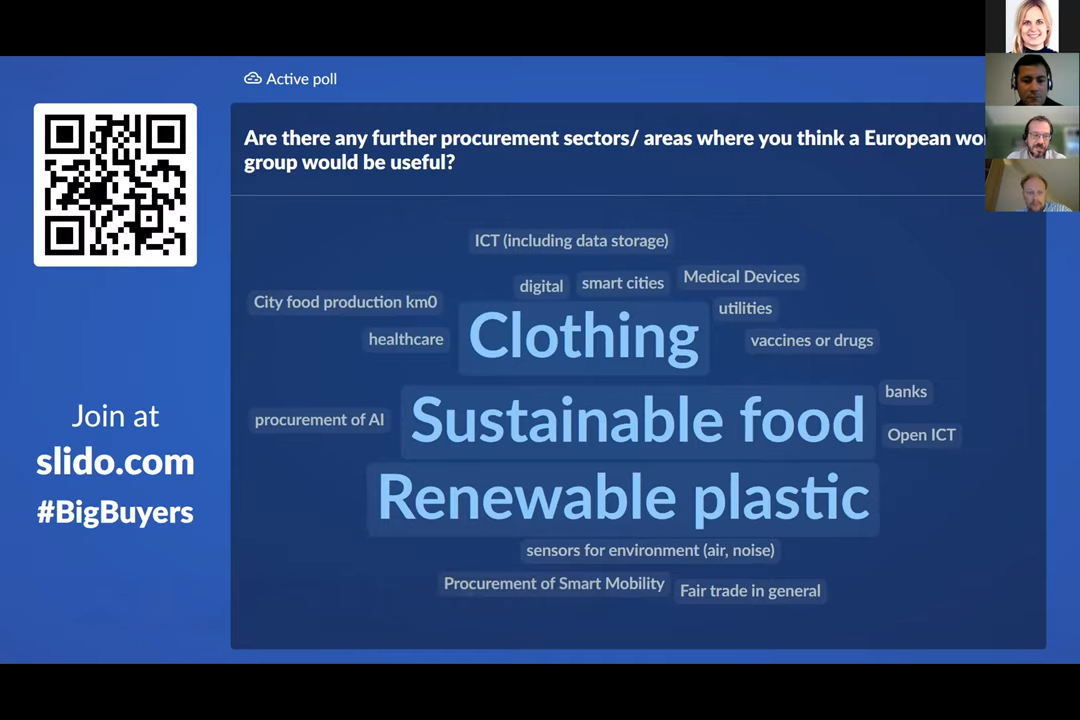 Active poll
Are there any further procurement sectors/ areas where you think a European
group would be useful?
ICT (including data storage)
digital
smart cities
Medical Devices
City food production km0
utilities
healthcare
Clothing
vaccines or drugs
banks
procurement of AI
Sustainable food
Open ICT
Renewable plastic
sensors for environment (air, noise)
Procurement of Smart Mobility
Fair trade in general
Join at
slido.com
#BigBuyers